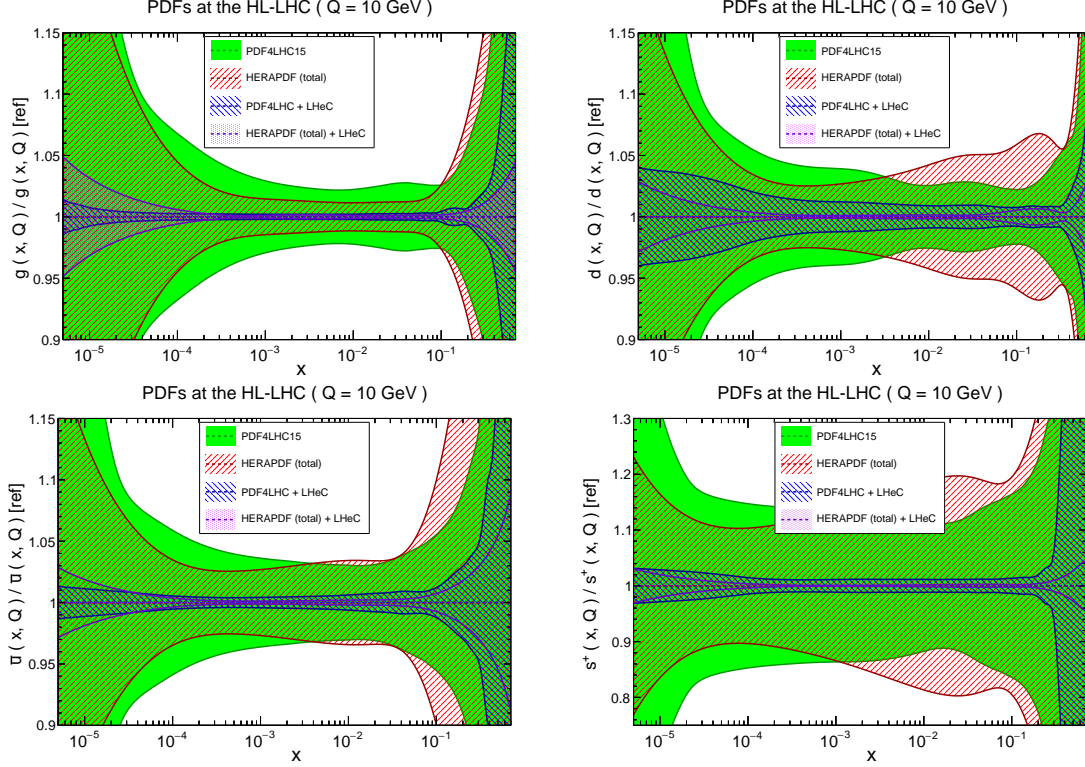 PDFs at the HL-LHC ( Q = 10 GeV )
g ( x, Q ) / g ( x, Q ) [ref]
1.15
1.1
1.05
1
0.95
0.9
PDF4LHC15
HERAPDF (total)
PDF4LHC + LHeC
HERAPDF (total) + LHeC
10⁻⁵ 10⁻⁴ 10⁻³ 10⁻² 10⁻¹
x
PDFs at the HL-LHC ( Q = 10 GeV )
d ( x, Q ) / d ( x, Q ) [ref]
1.15
1.1
1.05
1
0.95
0.9
PDF4LHC15
HERAPDF (total)
PDF4LHC + LHeC
HERAPDF (total) + LHeC
10⁻⁵ 10⁻⁴ 10⁻³ 10⁻² 10⁻¹
x
PDFs at the HL-LHC ( Q = 10 GeV )
u̅ ( x, Q ) / u̅ ( x, Q ) [ref]
1.15
1.1
1.05
1
0.95
0.9
PDF4LHC15
HERAPDF (total)
PDF4LHC + LHeC
HERAPDF (total) + LHeC
10⁻⁵ 10⁻⁴ 10⁻³ 10⁻² 10⁻¹
x
PDFs at the HL-LHC ( Q = 10 GeV )
s⁺ ( x, Q ) / s⁺ ( x, Q ) [ref]
1.3
1.2
1.1
1
0.9
0.8
PDF4LHC15
HERAPDF (total)
PDF4LHC + LHeC
HERAPDF (total) + LHeC
10⁻⁵ 10⁻⁴ 10⁻³ 10⁻² 10⁻¹
x